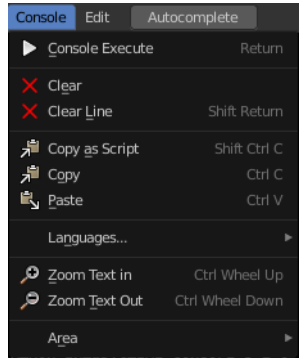 Console Edit Autocomplete
Console Execute Return
Clear
Clear Line Shift Return
Copy as Script Shift Ctrl C
Copy Ctrl C
Paste Ctrl V
Languages...
Zoom Text in Ctrl Wheel Up
Zoom Text Out Ctrl Wheel Down
Area